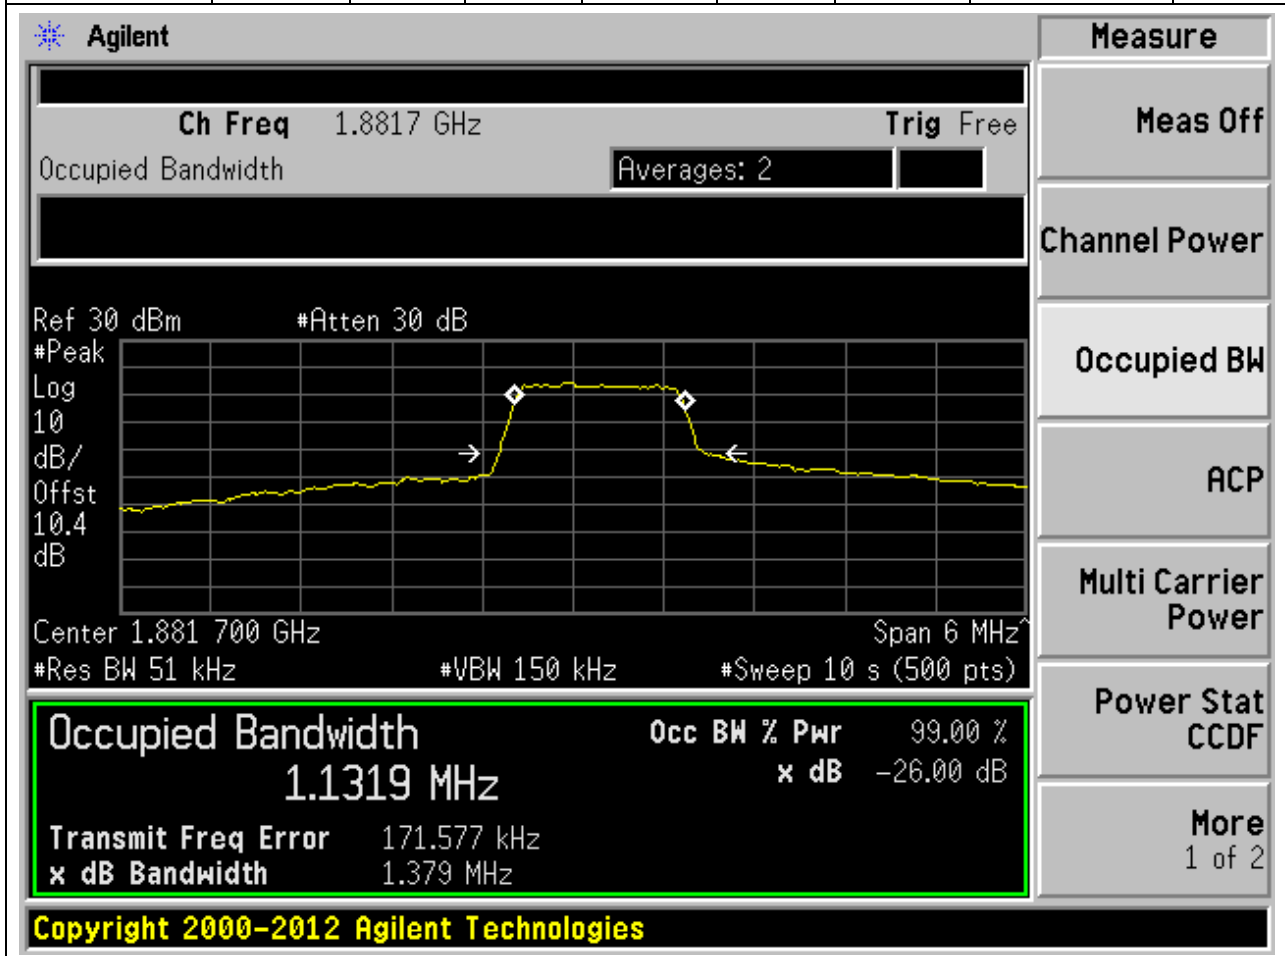 Agilent
Measure
Ch Freq 1.8817 GHz Trig Free
Occupied Bandwidth Averages: 2
Meas Off
Channel Power
Occupied BW
ACP
Multi Carrier
Power
Power Stat
CCDF
More
1 of 2
Ref 30 dBm #Atten 30 dB
#Peak
Log
10
dB/
Offst
10.4
dB
Center 1.881 700 GHz Span 6 MHz^
#Res BW 51 kHz #VBW 150 kHz #Sweep 10 s (500 pts)
Occupied Bandwidth Occ BW % Pwr 99.00 %
1.1319 MHz x dB -26.00 dB
Transmit Freq Error 171.577 kHz
x dB Bandwidth 1.379 MHz
Copyright 2000-2012 Agilent Technologies